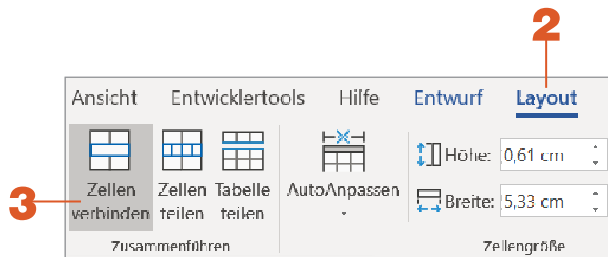 2
Ansicht Entwicklertools Hilfe Entwurf Layout
Höhe: 0,61 cm
3
Zellen verbinden
Zellen teilen
Tabelle teilen
AutoAnpassen
Breite: 5,33 cm
Zusammenführen
Zellengröße